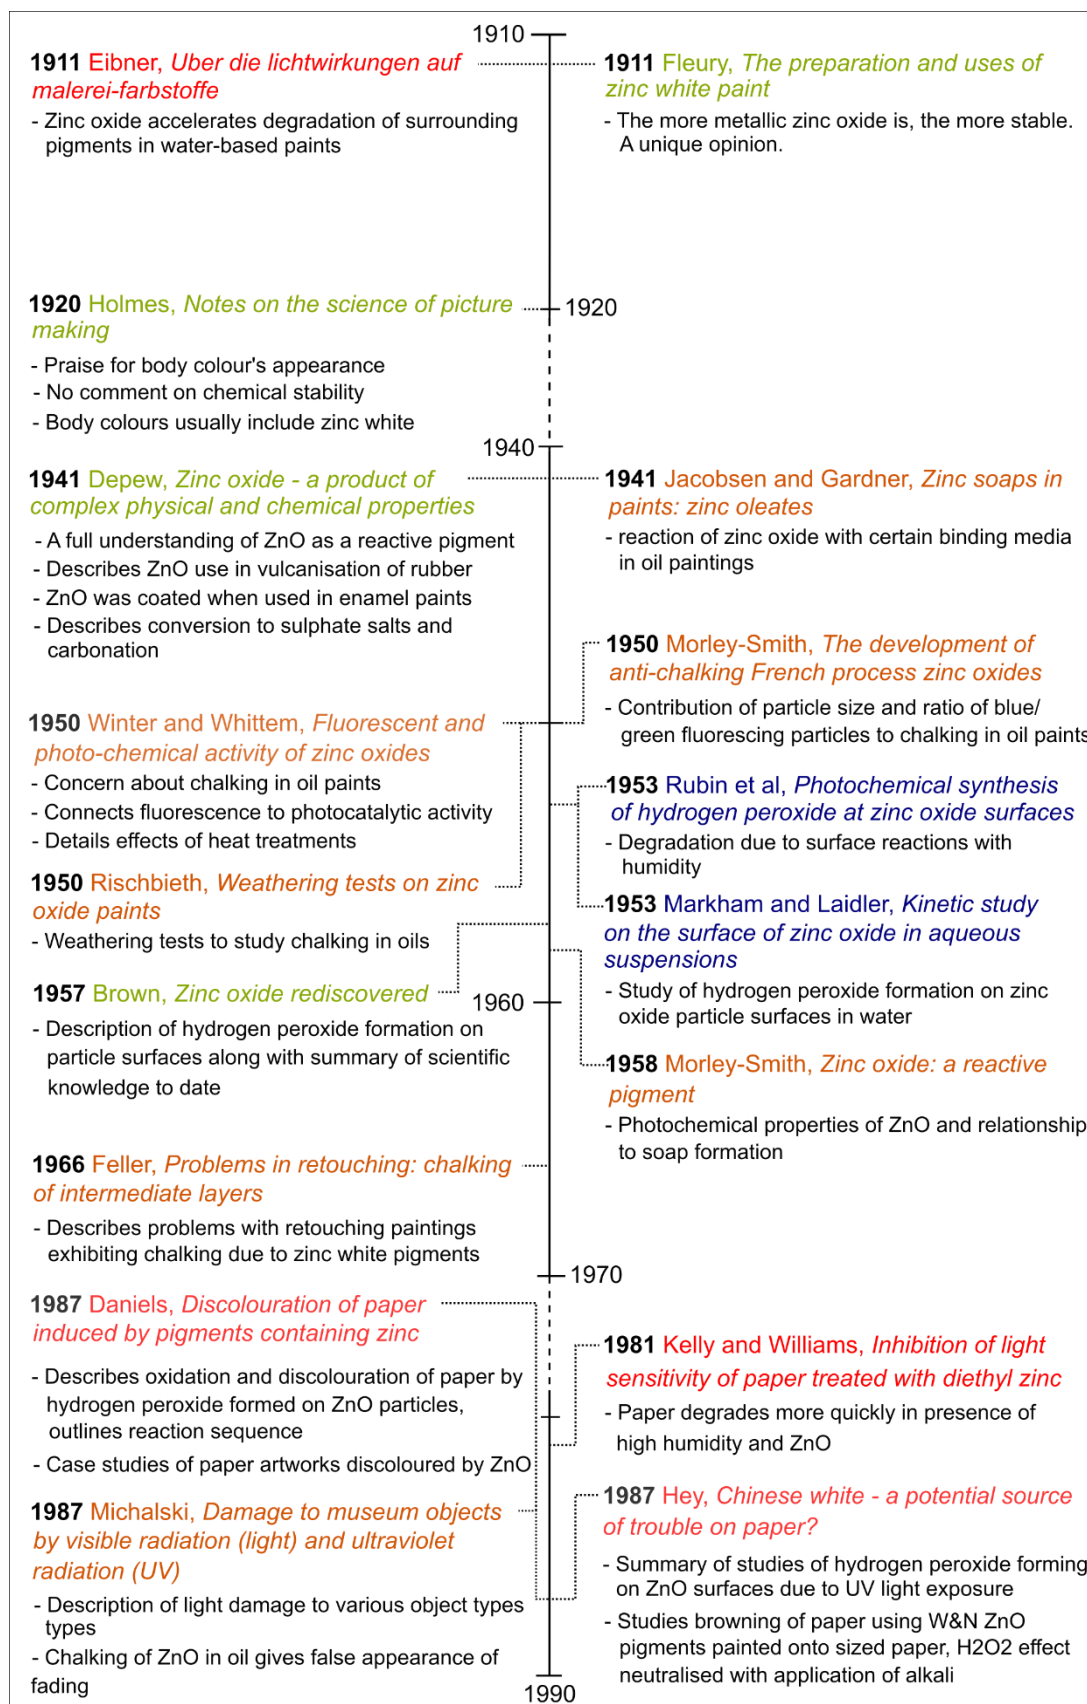 1910
1911 Eibner, Uber die lichtwirkungen auf
malerei-farbstoffe
- Zinc oxide accelerates degradation of surrounding
pigments in water-based paints
1911 Fleury, The preparation and uses of
zinc white paint
- The more metallic zinc oxide is, the more stable.
A unique opinion.
1920 Holmes, Notes on the science of picture
making
- Praise for body colour's appearance
- No comment on chemical stability
- Body colours usually include zinc white
1920
1940
1941 Depew, Zinc oxide - a product of
complex physical and chemical properties
- A full understanding of ZnO as a reactive pigment
- Describes ZnO use in vulcanisation of rubber
- ZnO was coated when used in enamel paints
- Describes conversion to sulphate salts and
carbonation
1941 Jacobsen and Gardner, Zinc soaps in
paints: zinc oleates
- reaction of zinc oxide with certain binding media
in oil paintings
1950 Morley-Smith, The development of
anti-chalking French process zinc oxides
- Contribution of particle size and ratio of blue/
green fluorescing particles to chalking in oil paints
1950 Winter and Whittem, Fluorescent and
photo-chemical activity of zinc oxides
- Concern about chalking in oil paints
- Connects fluorescence to photocatalytic activity
- Details effects of heat treatments
1953 Rubin et al, Photochemical synthesis
of hydrogen peroxide at zinc oxide surfaces
- Degradation due to surface reactions with
humidity
1950 Rischbieth, Weathering tests on zinc
oxide paints
- Weathering tests to study chalking in oils
1953 Markham and Laidler, Kinetic study
on the surface of zinc oxide in aqueous
suspensions
- Study of hydrogen peroxide formation on zinc
oxide particle surfaces in water
1957 Brown, Zinc oxide rediscovered
- Description of hydrogen peroxide formation on
particle surfaces along with summary of scientific
knowledge to date
1960
1958 Morley-Smith, Zinc oxide: a reactive
pigment
- Photochemical properties of ZnO and relationship
to soap formation
1966 Feller, Problems in retouching: chalking
of intermediate layers
- Describes problems with retouching paintings
exhibiting chalking due to zinc white pigments
1970
1987 Daniels, Discolouration of paper
induced by pigments containing zinc
- Describes oxidation and discolouration of paper by
hydrogen peroxide formed on ZnO particles,
outlines reaction sequence
- Case studies of paper artworks discoloured by ZnO
1981 Kelly and Williams, Inhibition of light
sensitivity of paper treated with diethyl zinc
- Paper degrades more quickly in presence of
high humidity and ZnO
1987 Michalski, Damage to museum objects
by visible radiation (light) and ultraviolet
radiation (UV)
- Description of light damage to various object types
types
- Chalking of ZnO in oil gives false appearance of
fading
1987 Hey, Chinese white - a potential source
of trouble on paper?
- Summary of studies of hydrogen peroxide forming
on ZnO surfaces due to UV light exposure
- Studies browning of paper using W&N ZnO
pigments painted onto sized paper, H2O2 effect
neutralised with application of alkali
1990